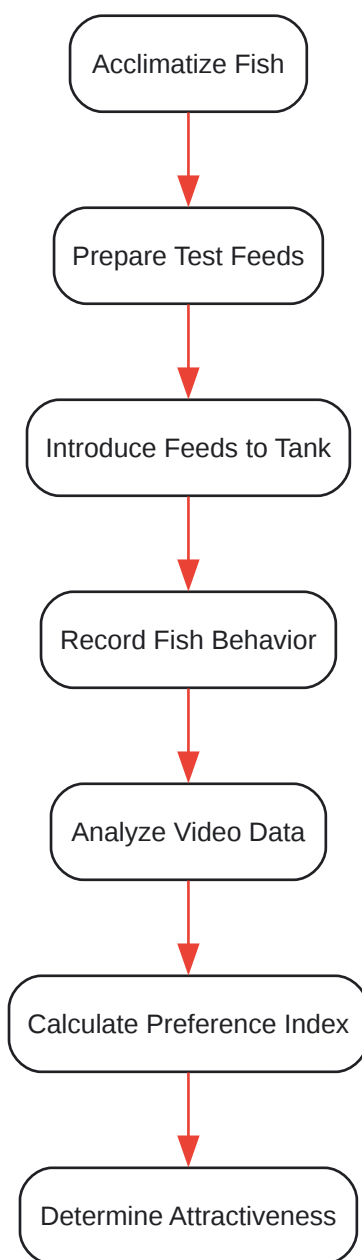 Acclimatize Fish
Prepare Test Feeds
Introduce Feeds to Tank
Record Fish Behavior
Analyze Video Data
Calculate Preference Index
Determine Attractiveness